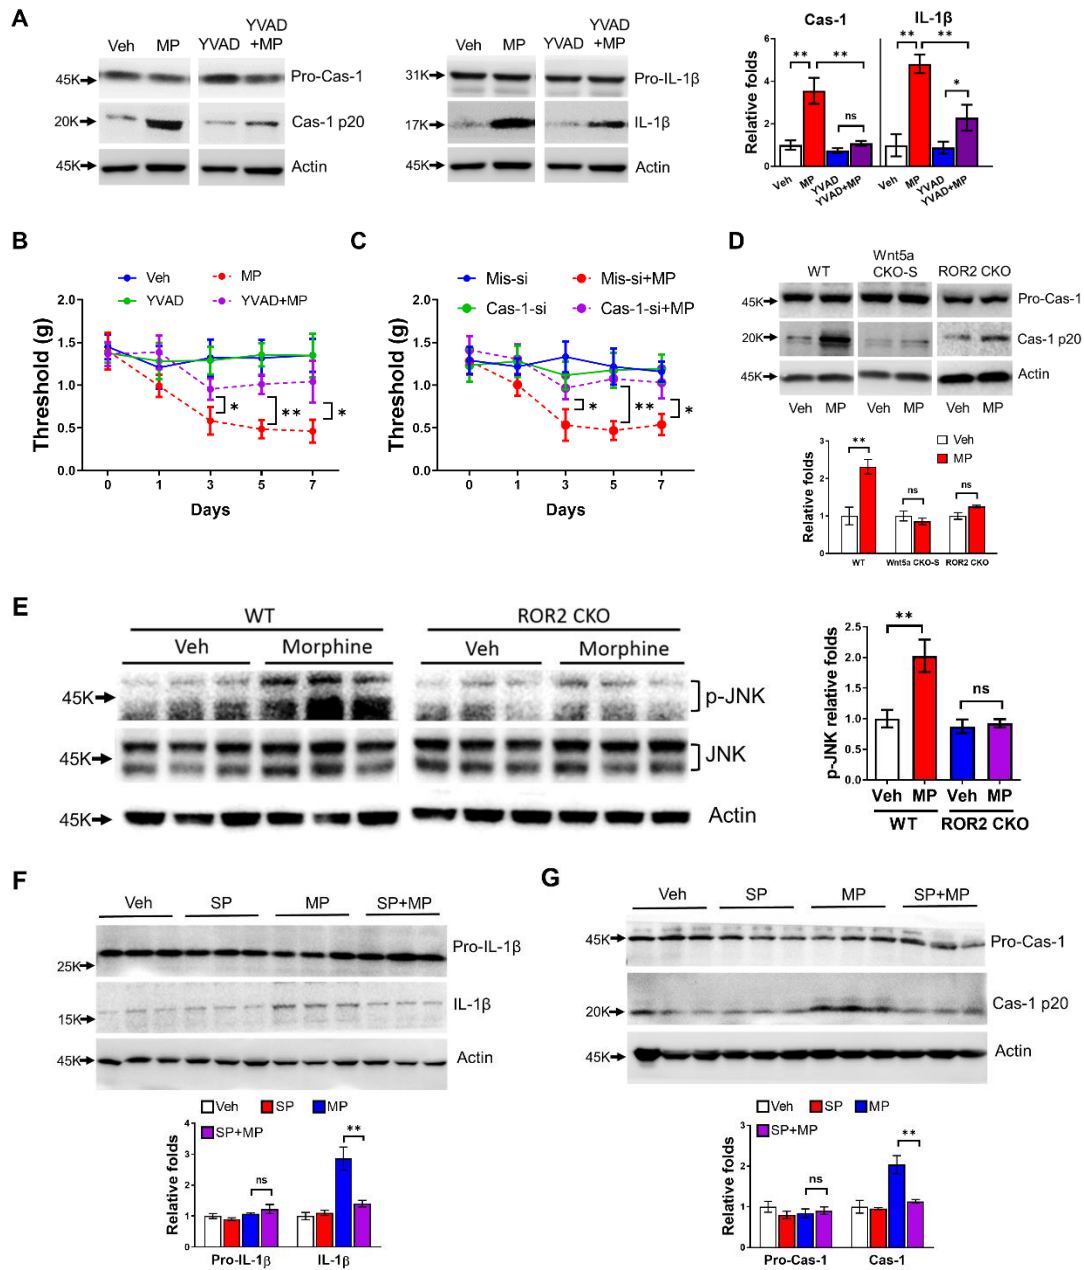 A
Veh MP YVAD YVAD +MP
45K Pro-Cas-1
20K Cas-1 p20
45K Actin
Veh MP YVAD YVAD +MP
31K Pro-IL-1β
17K IL-1β
45K Actin
Cas-1 IL-1β
Relative folds
6
4
2
0
** ** ns ** ** *
Veh MP YVAD YVAD+MP Veh MP YVAD YVAD+MP
B
Veh MP
YVAD YVAD+MP
Threshold (g)
2.0
1.5
1.0
0.5
0.0
* ** *
0 1 3 5 7
Days
C
Mis-si Mis-si+MP
Cas-1-si Cas-1-si+MP
Threshold (g)
2.0
1.5
1.0
0.5
0.0
* ** *
0 1 3 5 7
Days
D
WT Wnt5a CKO-S ROR2 CKO
45K Pro-Cas-1
20K Cas-1 p20
45K Actin
Veh MP Veh MP Veh MP
Veh
MP
Relative folds
3
2
1
0
** ns ns
WT Wnt5a CKO-S ROR2 CKO
E
WT ROR2 CKO
Veh Morphine Veh Morphine
45K p-JNK
45K JNK
45K Actin
p-JNK relative folds
2.5
2.0
1.5
1.0
0.5
0.0
** ns
Veh MP Veh MP
WT ROR2 CKO
F
Veh SP MP SP+MP
Pro-IL-1β
25K
IL-1β
15K
45K Actin
Veh SP MP
SP+MP
Relative folds
4
3
2
1
0
ns **
Pro-IL-1β IL-1β
G
Veh SP MP SP+MP
45K Pro-Cas-1
20K Cas-1 p20
45K Actin
Veh SP MP
SP+MP
Relative folds
3
2
1
0
ns **
Pro-Cas-1 Cas-1